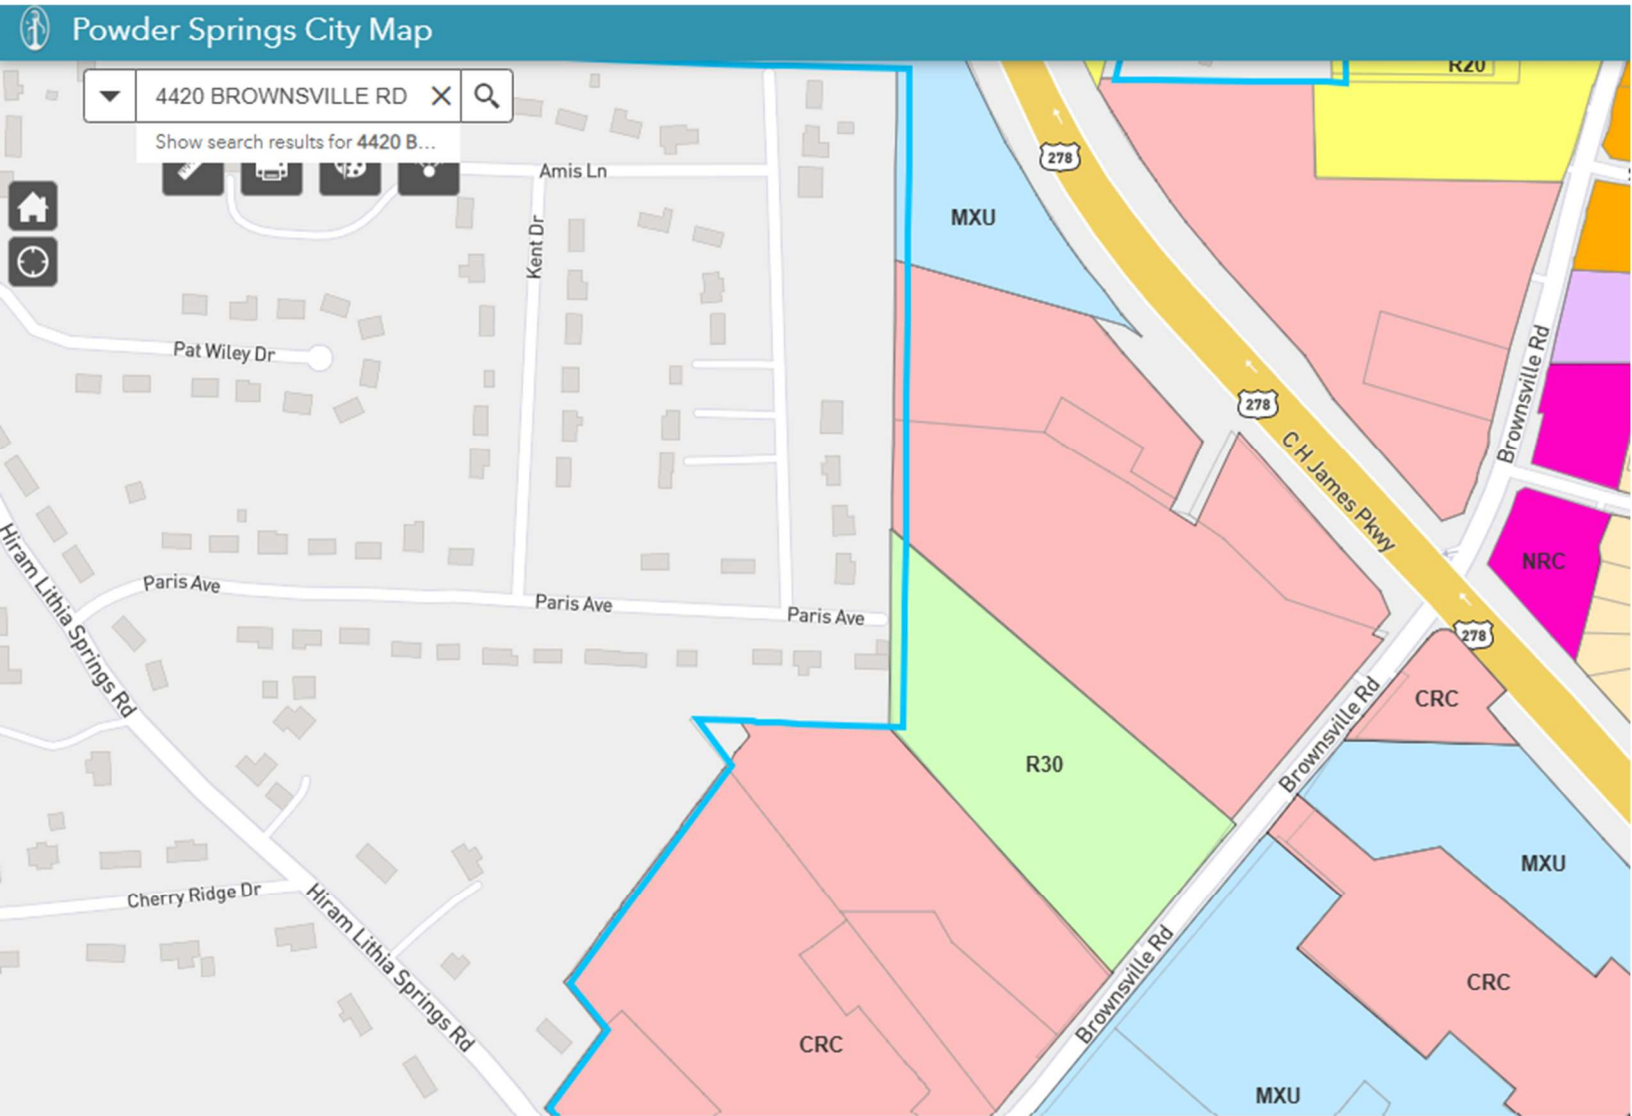 Powder Springs City Map
4420 BROWNSVILLE RD
Show search results for 4420 B...
R20
278
Amis Ln
MXU
Kent Dr
Pat Wiley Dr
Brownsville Rd
278
C H James Pkwy
Hiram Lithia Springs Rd
Paris Ave
Paris Ave
Paris Ave
NRC
278
CRC
Brownsville Rd
R30
MXU
Cherry Ridge Dr
Hiram Lithia Springs Rd
Brownsville Rd
CRC
CRC
MXU